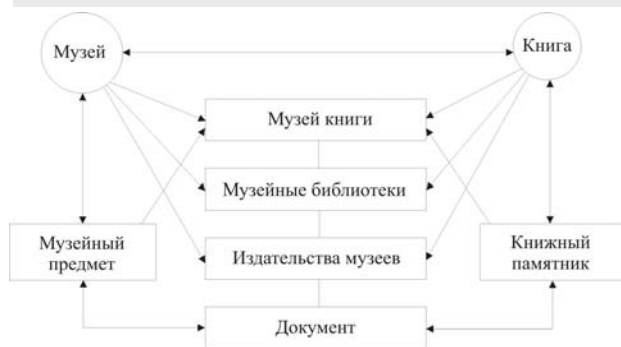 Музей
Книга
Музей книги
Музейные библиотеки
Музейный
предмет
Издательства музеев
Книжный
памятник
Документ